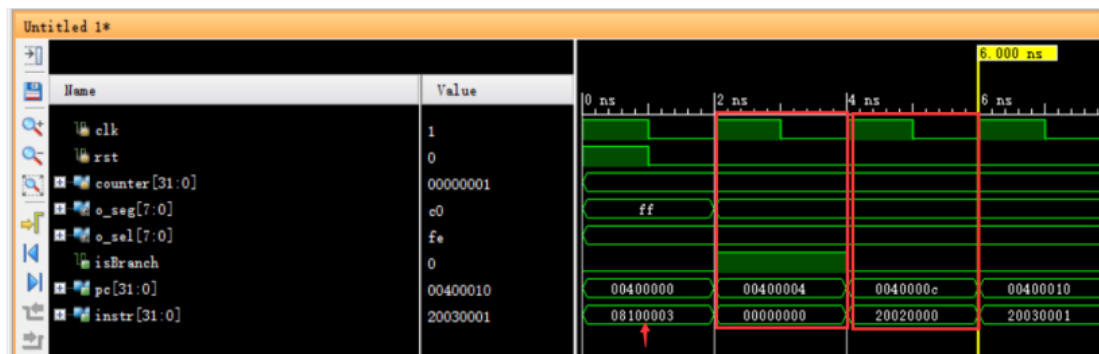 Untitled 1*
6.000 ns
Name Value
0 ns 2 ns 4 ns 6 ns
clk 1
rst 0
counter[31:0] 00000001
o_seg[7:0] c0 ff
o_sel[7:0] fe
isBranch 0
pc[31:0] 00400010 00400000 00400004 0040000c 00400010
instr[31:0] 20030001 08100003 00000000 20020000 20030001